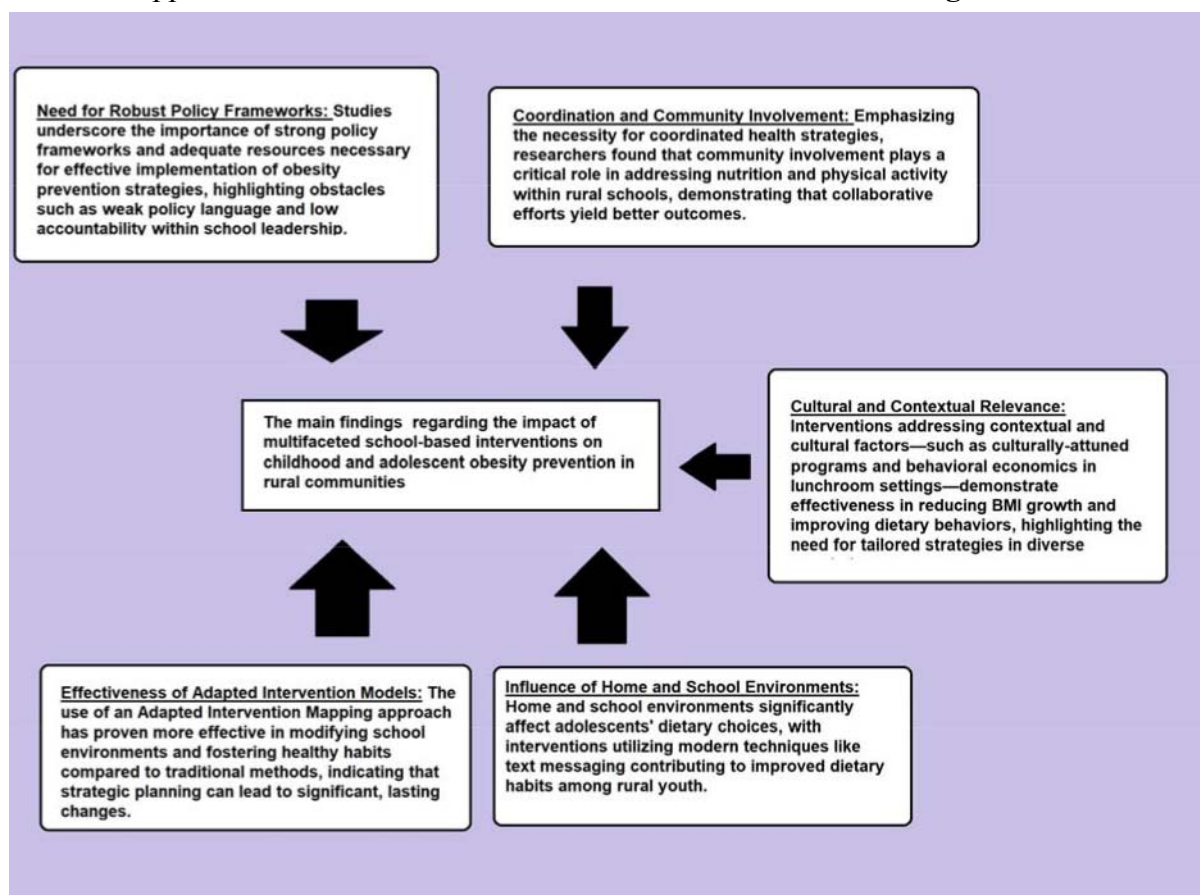 Need for Robust Policy Frameworks: Studies
underscore the importance of strong policy
frameworks and adequate resources necessary
for effective implementation of obesity
prevention strategies, highlighting obstacles
such as weak policy language and low
accountability within school leadership.
Coordination and Community Involvement: Emphasizing
the necessity for coordinated health strategies,
researchers found that community involvement plays a
critical role in addressing nutrition and physical activity
within rural schools, demonstrating that collaborative
efforts yield better outcomes.
The main findings regarding the impact of
multifaceted school-based interventions on
childhood and adolescent obesity prevention in
rural communities
Cultural and Contextual Relevance:
Interventions addressing contextual and
cultural factors—such as culturally-attuned
programs and behavioral economics in
lunchroom settings—demonstrate
effectiveness in reducing BMI growth and
improving dietary behaviors, highlighting the
need for tailored strategies in diverse
Effectiveness of Adapted Intervention Models: The
use of an Adapted Intervention Mapping approach
has proven more effective in modifying school
environments and fostering healthy habits
compared to traditional methods, indicating that
strategic planning can lead to significant, lasting
changes.
Influence of Home and School Environments:
Home and school environments significantly
affect adolescents' dietary choices, with
interventions utilizing modern techniques like
text messaging contributing to improved dietary
habits among rural youth.